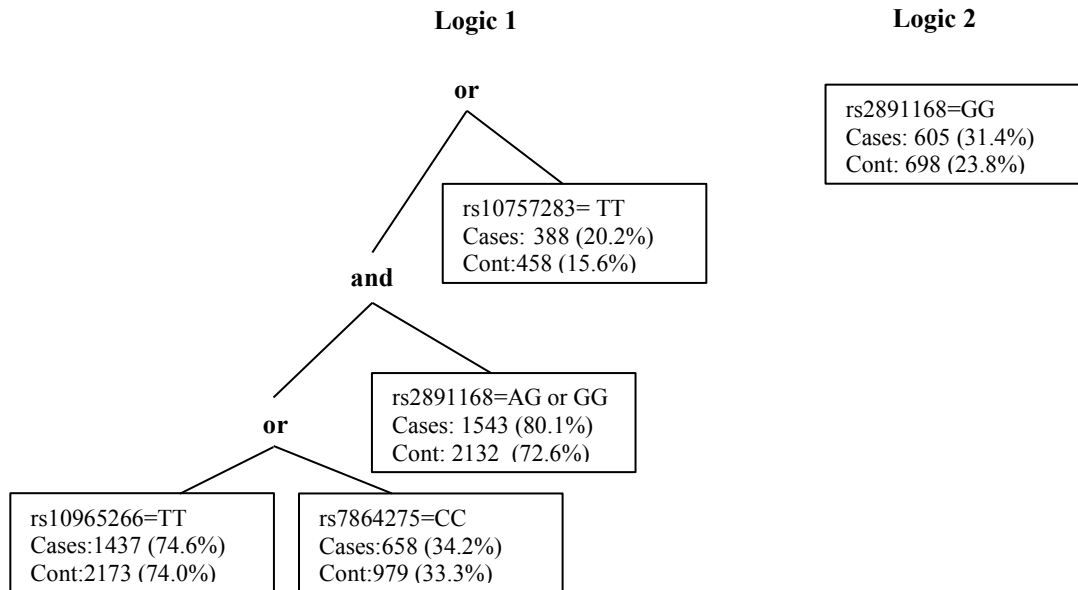 Logic 1
Logic 2
or
rs2891168=GG
Cases: 605 (31.4%)
Cont: 698 (23.8%)
rs10757283= TT
Cases: 388 (20.2%)
Cont:458 (15.6%)
and
rs2891168=AG or GG
Cases: 1543 (80.1%)
Cont: 2132 (72.6%)
or
rs10965266=TT
Cases:1437 (74.6%)
Cont:2173 (74.0%)
rs7864275=CC
Cases:658 (34.2%)
Cont:979 (33.3%)